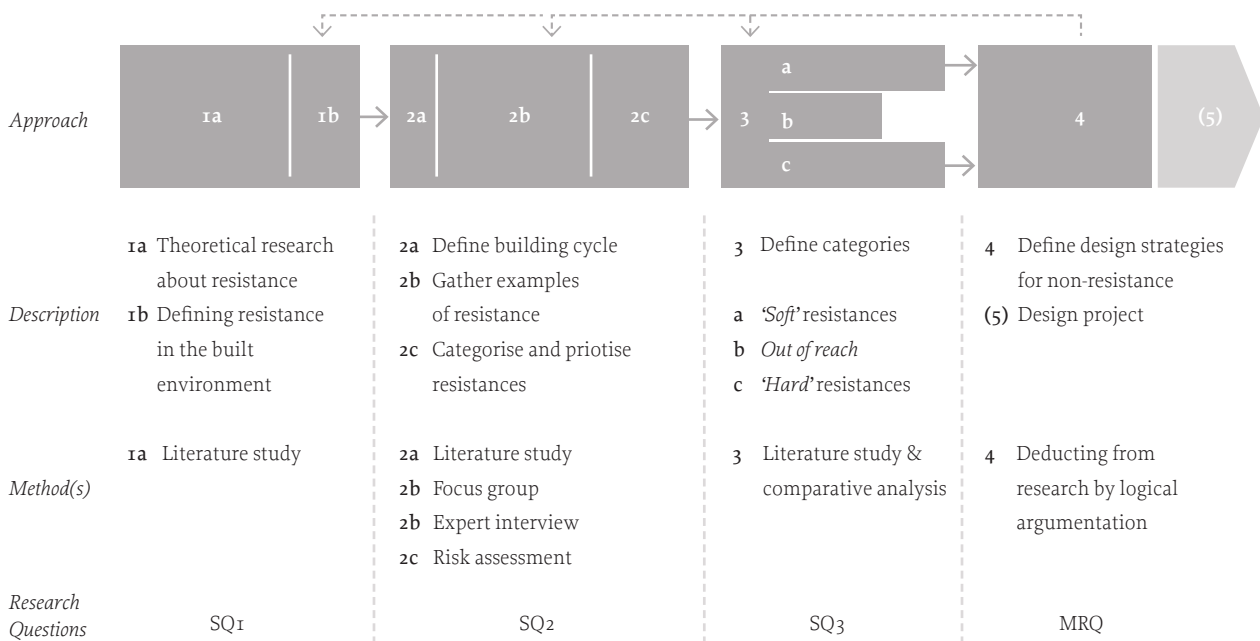 Approach
1a
1b
2a
2b
2c
3
a
b
c
4
(5)
Description
1a Theoretical research
about resistance
1b Defining resistance
in the built
environment
2a Define building cycle
2b Gather examples
of resistance
2c Categorise and priotise
resistances
3 Define categories
a ‘Soft’ resistances
b Out of reach
c ‘Hard’ resistances
4 Define design strategies
for non-resistance
(5) Design project
Method(s)
1a Literature study
2a Literature study
2b Focus group
2b Expert interview
2c Risk assessment
3 Literature study &
comparative analysis
4 Deducting from
research by logical
argumentation
Research
Questions
SQ1
SQ2
SQ3
MRQ